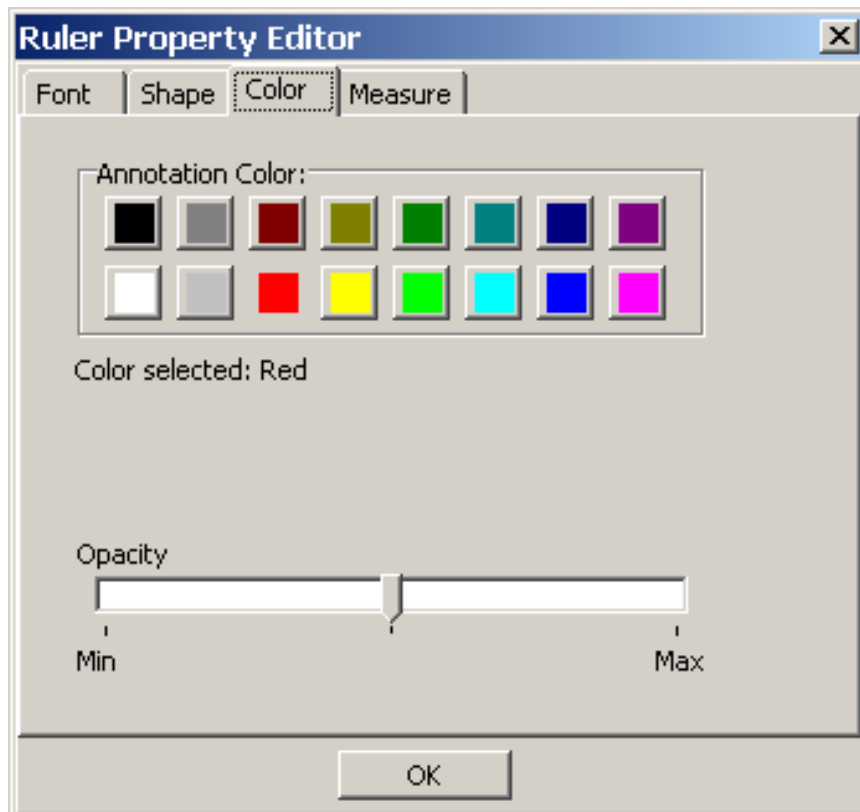 Ruler Property Editor
Font Shape Color Measure
Annotation Color:
Color selected: Red
Opacity
Min Max
OK